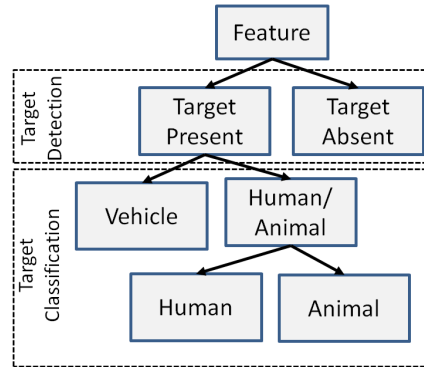 Feature
Target
Detection
Target
Present
Target
Absent
Target
Classification
Vehicle
Human/
Animal
Human
Animal